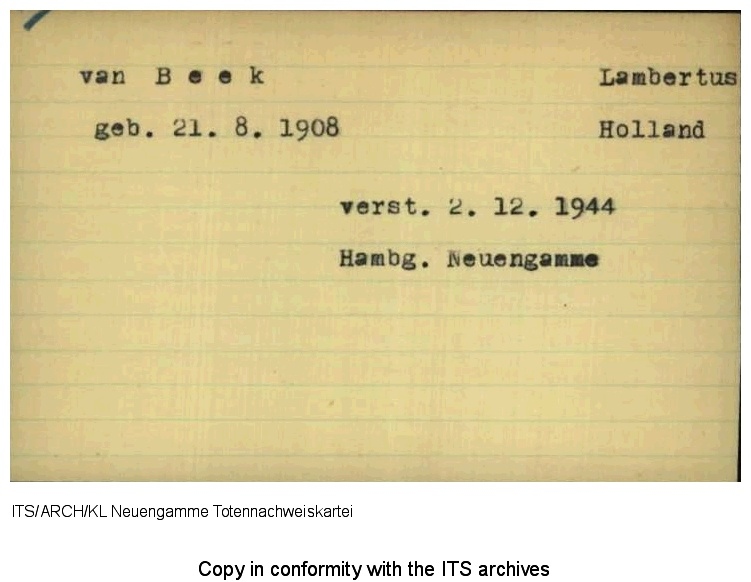 van B e e k Lambertus
geb. 21. 8. 1908 Holland
verst. 2. 12. 1944
Hambg. Neuengamme
ITS/ARCH/KL Neuengamme Totennachweiskartei
Copy in conformity with the ITS archives